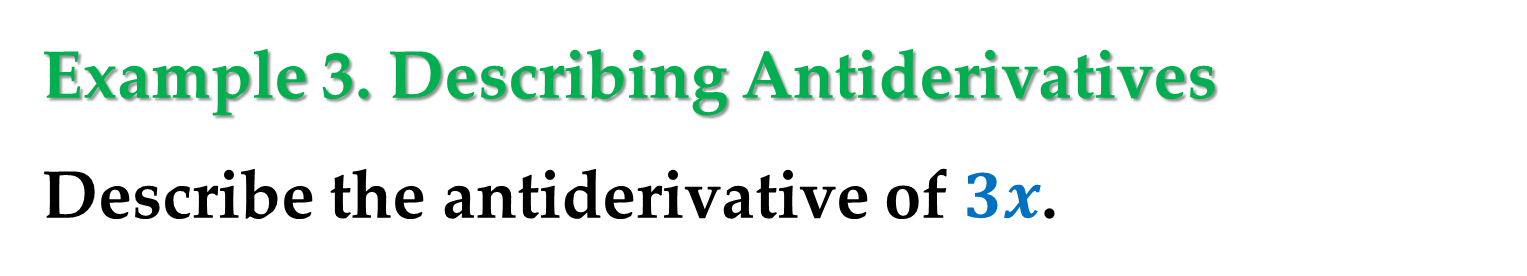 Example 3. Describing Antiderivatives
Describe the antiderivative of 3x.